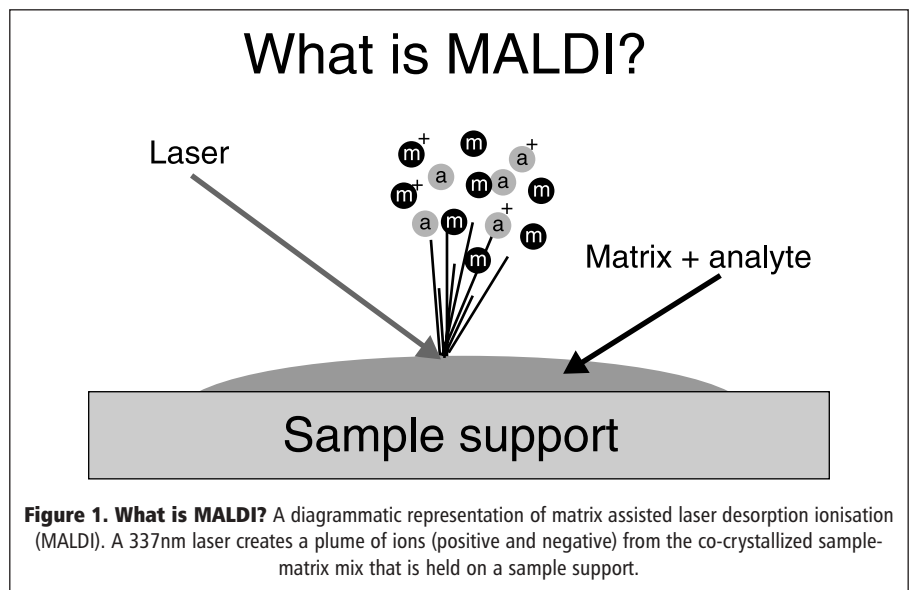 What is MALDI?
Laser
m+ m a+
a m a
m+ m
a m a+
m m
Matrix + analyte
Sample support
Figure 1. What is MALDI? A diagrammatic representation of matrix assisted laser desorption ionisation
(MALDI). A 337nm laser creates a plume of ions (positive and negative) from the co-crystallized sample-
matrix mix that is held on a sample support.